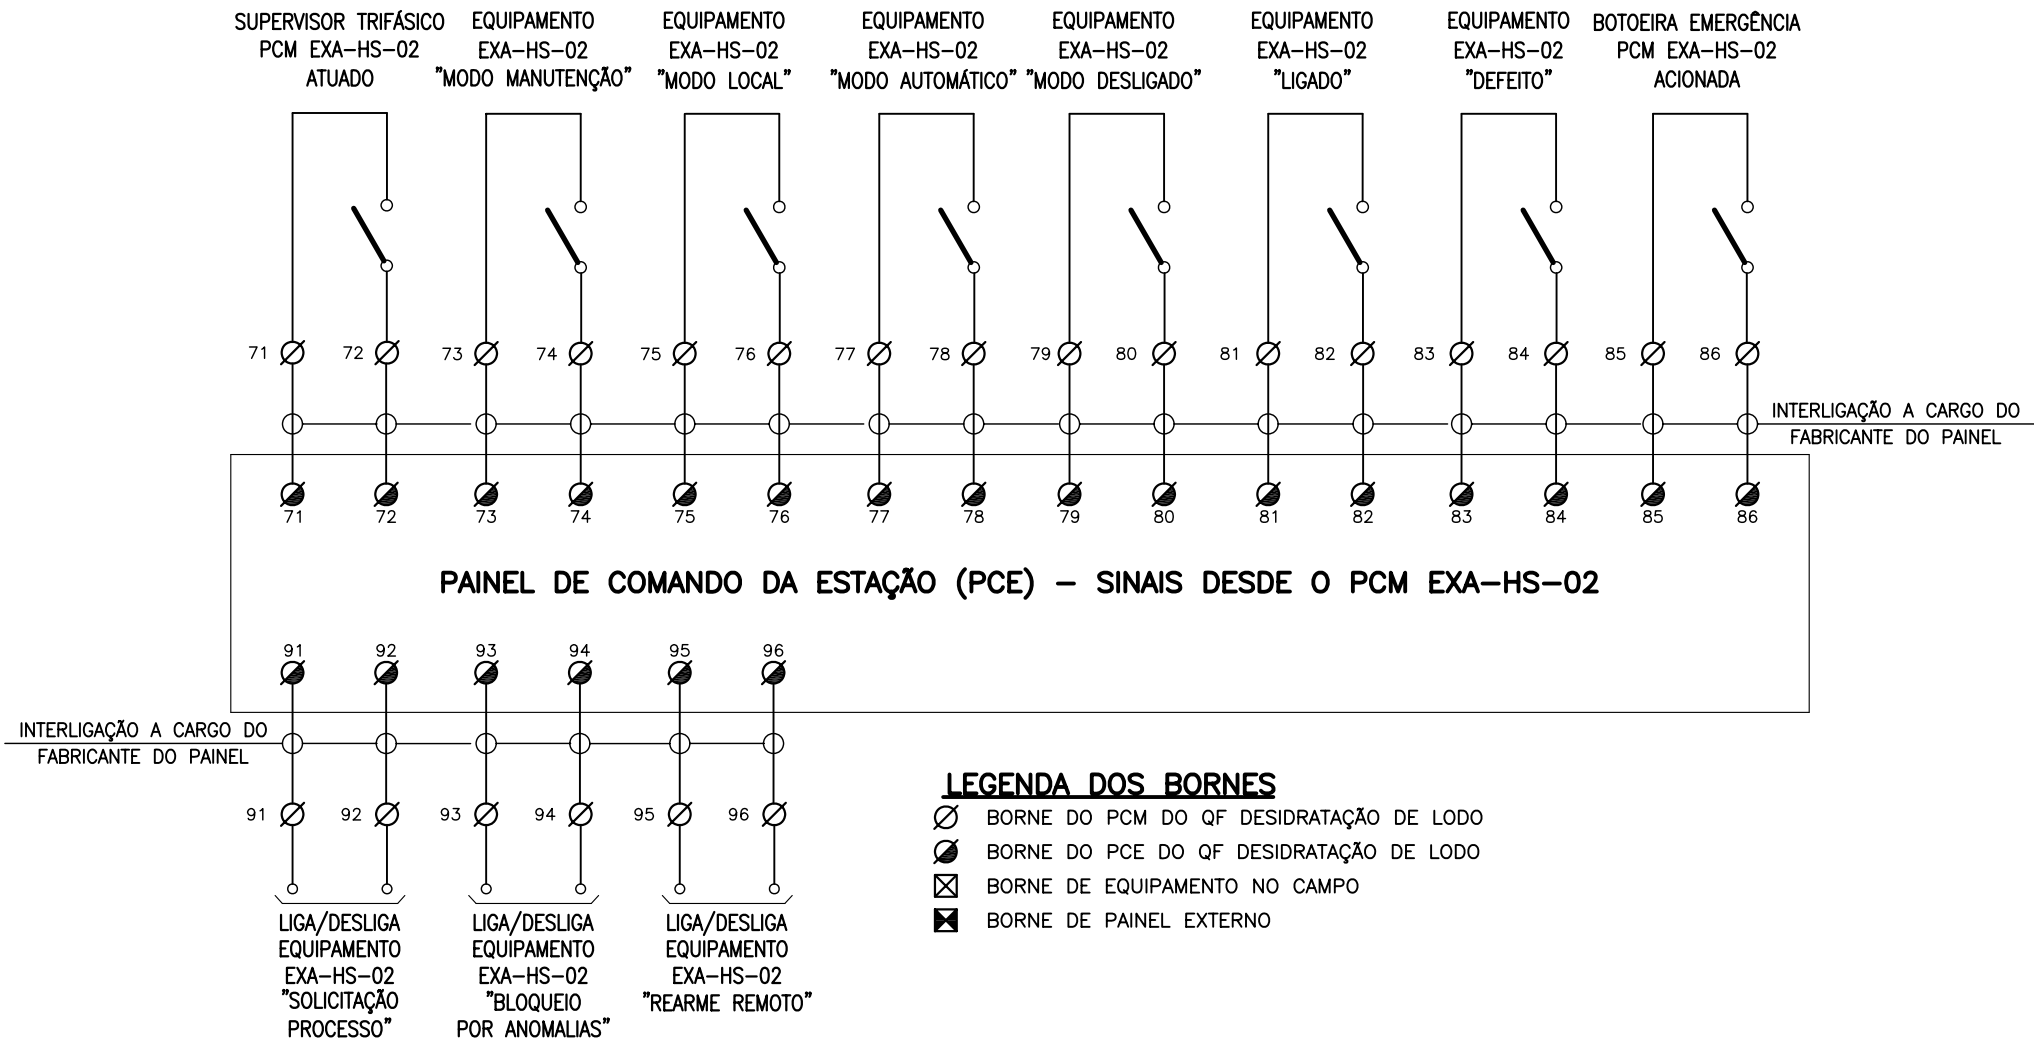 SUPERVISOR TRIFÁSICO
PCM EXA-HS-02
ATUADO
EQUIPAMENTO
EXA-HS-02
"MODO MANUTENÇÃO"
EQUIPAMENTO
EXA-HS-02
"MODO LOCAL"
EQUIPAMENTO
EXA-HS-02
"MODO AUTOMÁTICO"
EQUIPAMENTO
EXA-HS-02
"MODO DESLIGADO"
EQUIPAMENTO
EXA-HS-02
"LIGADO"
EQUIPAMENTO
EXA-HS-02
"DEFEITO"
BOTOEIRA EMERGÊNCIA
PCM EXA-HS-02
ACIONADA
71 72 73 74 75 76 77 78 79 80 81 82 83 84 85 86
INTERLIGAÇÃO A CARGO DO
FABRICANTE DO PAINEL
71 72 73 74 75 76 77 78 79 80 81 82 83 84 85 86
PAINEL DE COMANDO DA ESTAÇÃO (PCE) - SINAIS DESDE O PCM EXA-HS-02
91 92 93 94 95 96
INTERLIGAÇÃO A CARGO DO
FABRICANTE DO PAINEL
91 92 93 94 95 96
LIGA/DESLIGA
EQUIPAMENTO
EXA-HS-02
"SOLICITAÇÃO
PROCESSO"
LIGA/DESLIGA
EQUIPAMENTO
EXA-HS-02
"BLOQUEIO
POR ANOMALIAS"
LIGA/DESLIGA
EQUIPAMENTO
EXA-HS-02
"REARME REMOTO"
LEGENDA DOS BORNES
BORNE DO PCM DO QF DESIDRATAÇÃO DE LODO
BORNE DO PCE DO QF DESIDRATAÇÃO DE LODO
BORNE DE EQUIPAMENTO NO CAMPO
BORNE DE PAINEL EXTERNO